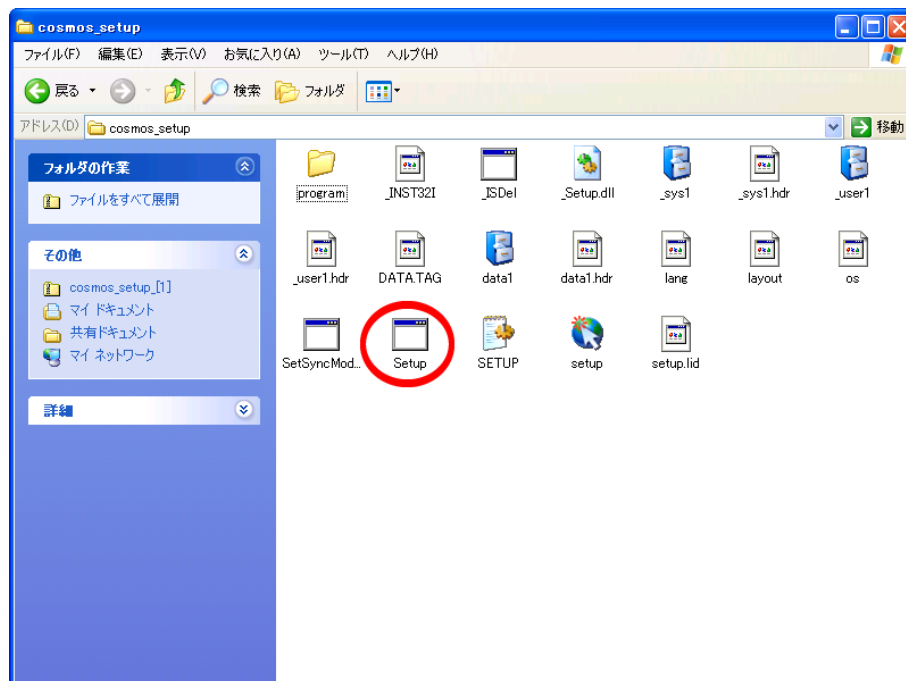 cosmos_setup
ファイル(F) 編集(E) 表示(V) お気に入り(A) ツール(T) ヘルプ(H)
戻る 検索 フォルダ
アドレス(D) cosmos_setup 移動
フォルダの作業
ファイルをすべて展開
その他
cosmos_setup_[1]
マイ ドキュメント
共有ドキュメント
マイ ネットワーク
詳細
program _INST32I _ISDel _Setup.dll _sys1 _sys1.hdr _user1
_user1.hdr DATA.TAG data1 data1.hdr lang layout os
SetSyncMod... Setup SETUP setup setup.lid